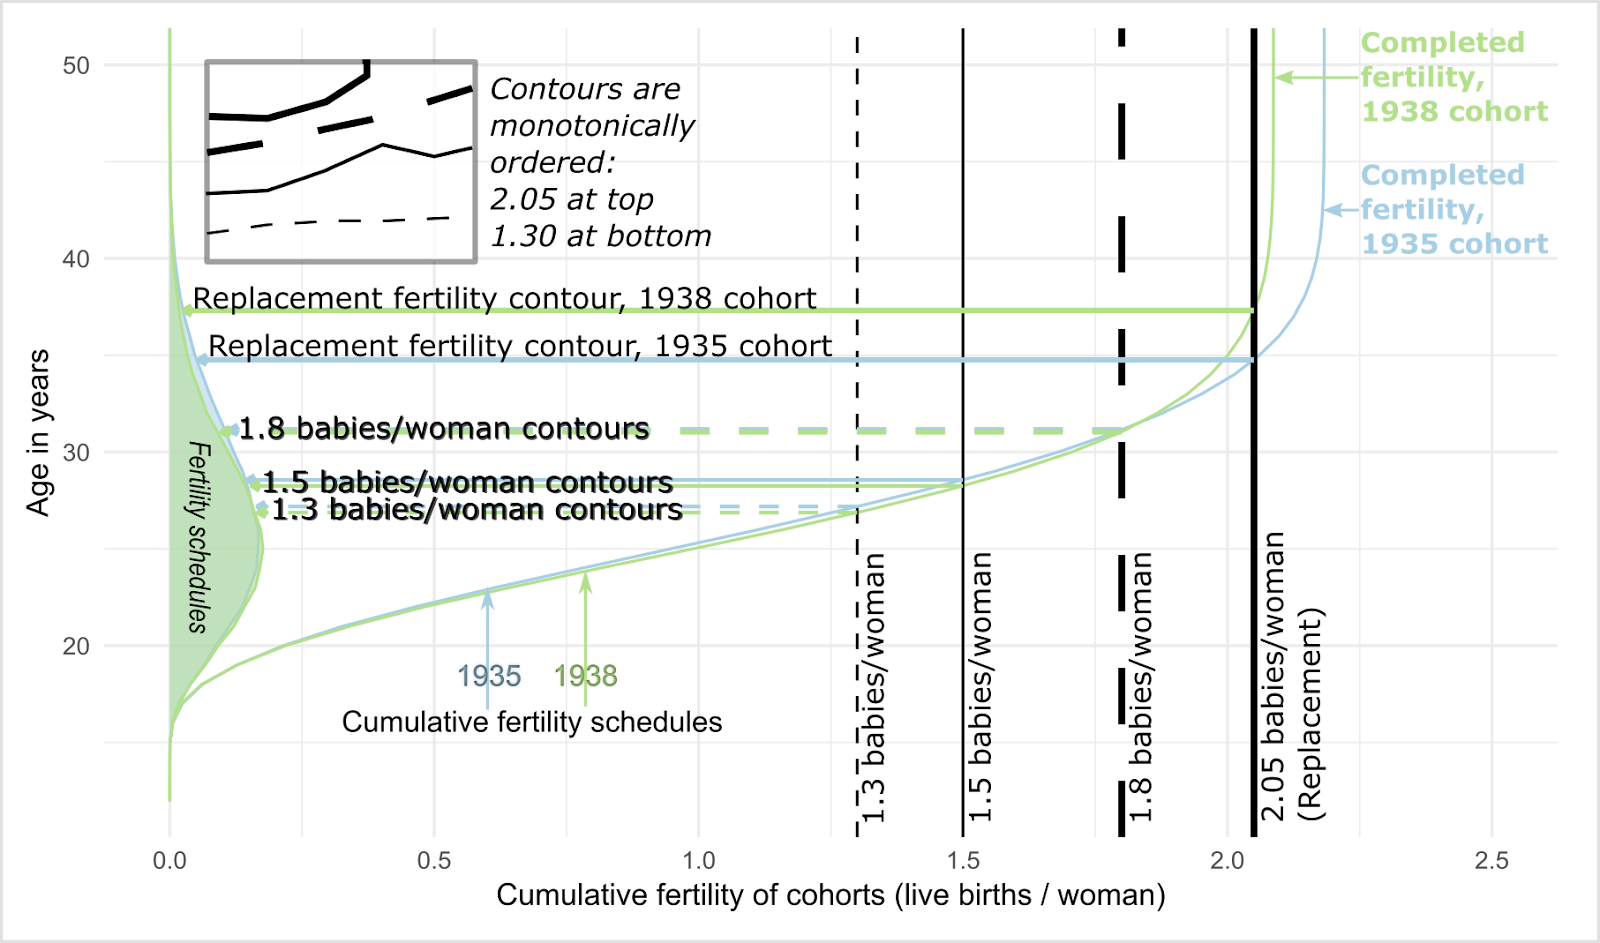 Completed
fertility,
1938 cohort
Completed
fertility,
1935 cohort
Contours are
monotonically
ordered:
2.05 at top
1.30 at bottom
Replacement fertility contour, 1938 cohort
Replacement fertility contour, 1935 cohort
1.8 babies/woman contours
1.5 babies/woman contours
1.3 babies/woman contours
Fertility schedules
1935
1938
Cumulative fertility schedules
1.3 babies/woman
1.5 babies/woman
1.8 babies/woman
2.05 babies/woman
(Replacement)
Age in years
50
40
30
20
0.0
0.5
1.0
1.5
2.0
2.5
Cumulative fertility of cohorts (live births / woman)